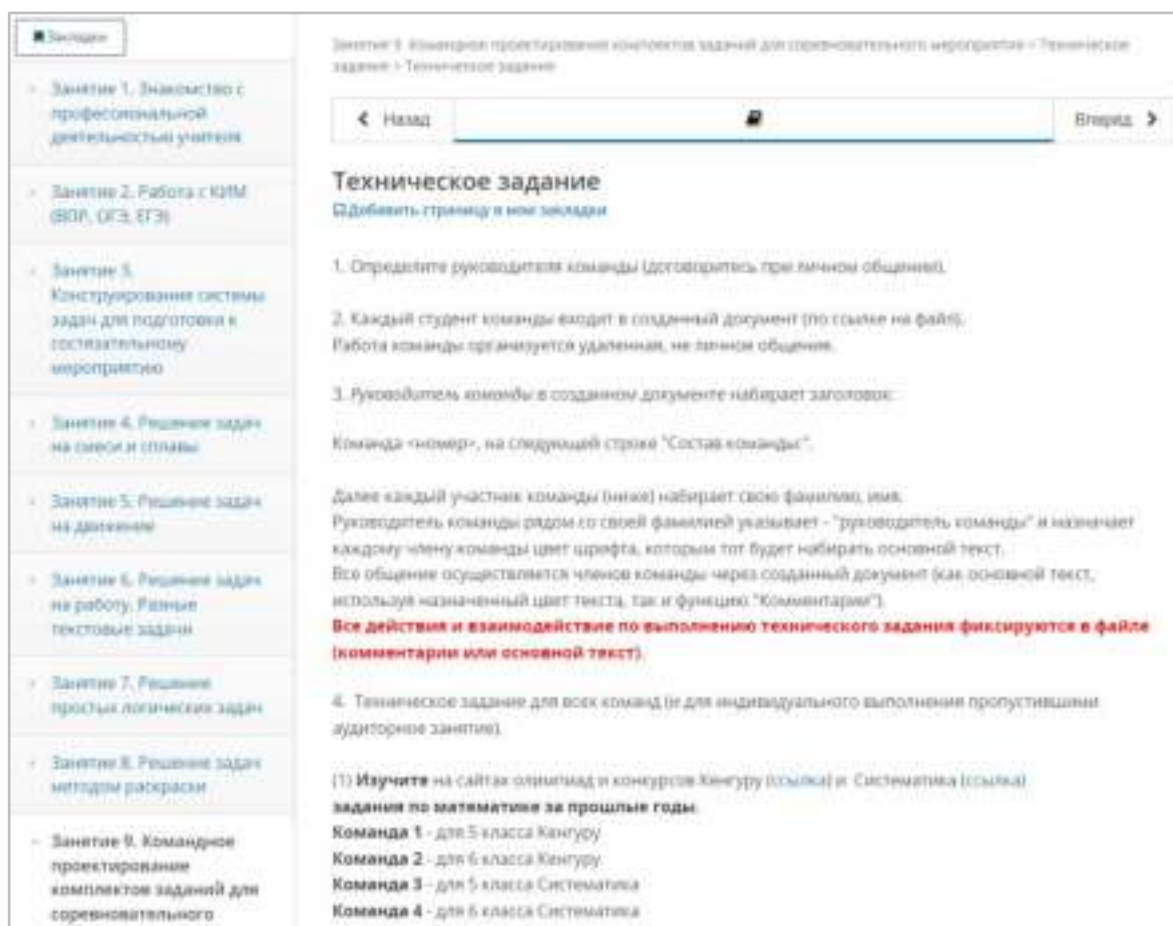 Закладки
Занятие 1. Знакомство с
профессиональной
деятельностью учителя
Занятие 2. Работа с КИМ
(ВПР, ОГЭ, ЕГЭ)
Занятие 3.
Конструирование системы
задач для подготовки к
состязательному
мероприятию
Занятие 4. Решение задач
на смеси и сплавы
Занятие 5. Решение задач
на движение
Занятие 6. Решение задач
на работу. Разные
текстовые задачи
Занятие 7. Решение
простых логических задач
Занятие 8. Решение задач
методом раскраски
Занятие 9. Командное
проектирование
комплектов заданий для
соревновательного
Занятие 9. Командное проектирование комплектов заданий для соревновательного мероприятия > Техническое
задание > Техническое задание
Назад
Вперёд
Техническое задание
Добавить страницу в мои закладки
1. Определите руководителя команды (договоритесь при личном общении).
2. Каждый студент команды входит в созданный документ (по ссылке на файл).
Работа команды организуется удаленная, не личное общение.
3. Руководитель команды в созданном документе набирает заголовок:
Команда <номер>, на следующей строке "Состав команды:".
Далее каждый участник команды (ниже) набирает свою фамилию, имя.
Руководитель команды рядом со своей фамилией указывает - "руководитель команды" и назначает
каждому члену команды цвет шрифта, которым тот будет набирать основной текст.
Все общение осуществляется членов команды через созданный документ (как основной текст,
используя назначенный цвет текста, так и функцию "Комментарии").
Все действия и взаимодействие по выполнению технического задания фиксируются в файле
(комментарии или основной текст).
4. Техническое задание для всех команд (и для индивидуального выполнения пропустившими
аудиторное занятие).
(1) Изучите на сайтах олимпиад и конкурсов Кенгуру (ссылка) и Систематика (ссылка)
задания по математике за прошлые годы.
Команда 1 - для 5 класса Кенгуру
Команда 2 - для 6 класса Кенгуру
Команда 3 - для 5 класса Систематика
Команда 4 - для 6 класса Систематика